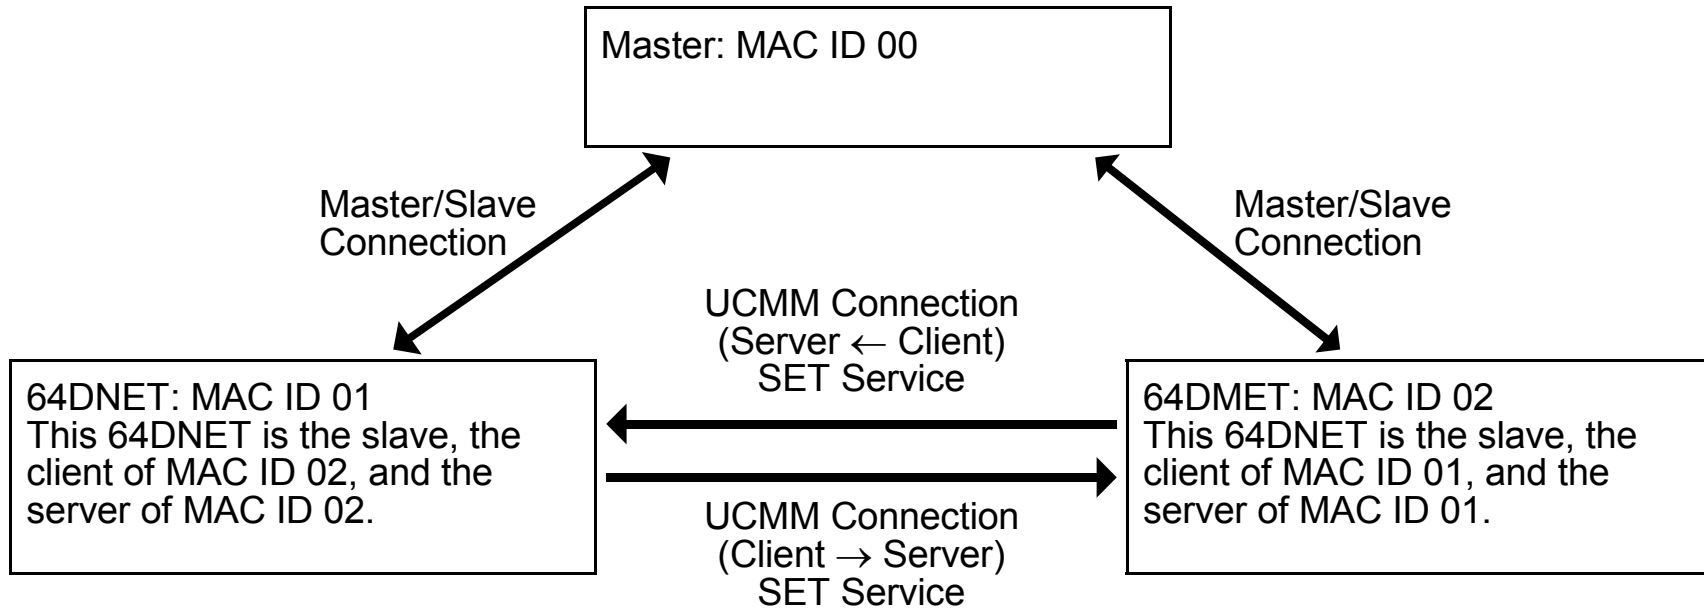 Master: MAC ID 00
Master/Slave
Connection
Master/Slave
Connection
UCMM Connection
(Server ← Client)
SET Service
64DNET: MAC ID 01
This 64DNET is the slave, the
client of MAC ID 02, and the
server of MAC ID 02.
64DMET: MAC ID 02
This 64DNET is the slave, the
client of MAC ID 01, and the
server of MAC ID 01.
UCMM Connection
(Client → Server)
SET Service